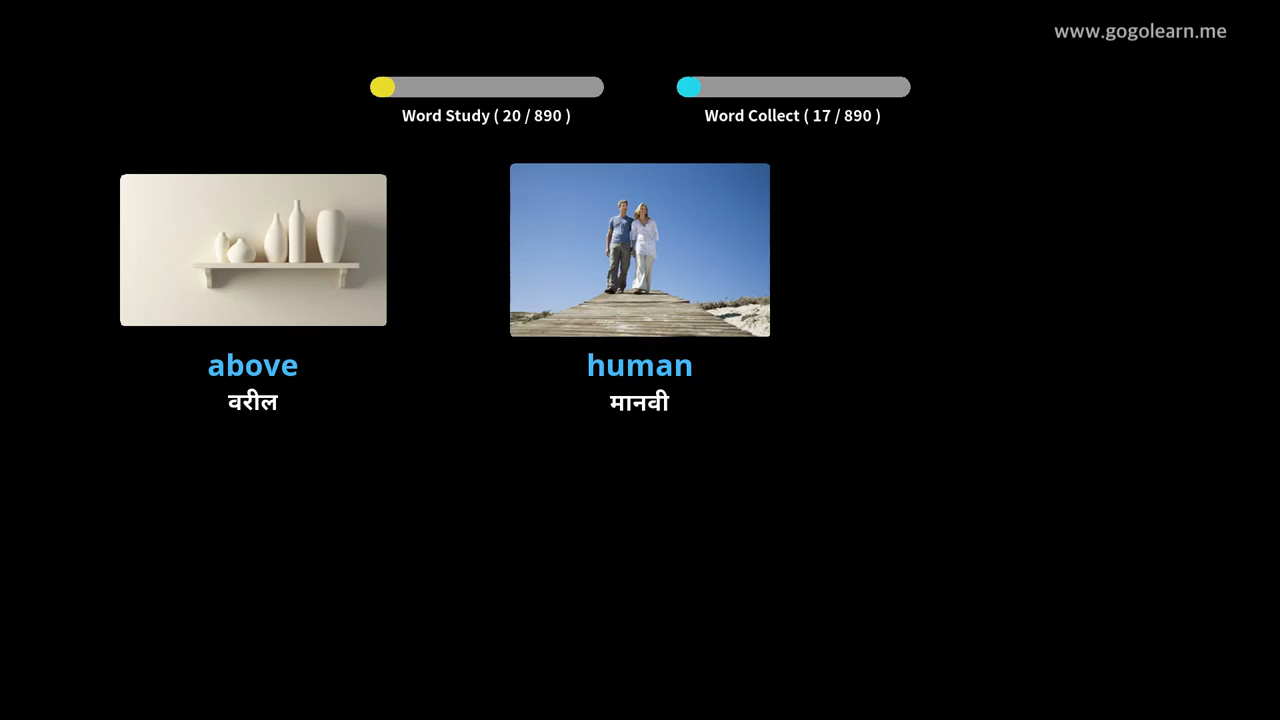 www.gogolearn.me
Word Study ( 20 / 890 )
Word Collect ( 17 / 890 )
above
वरील
human
मानवी